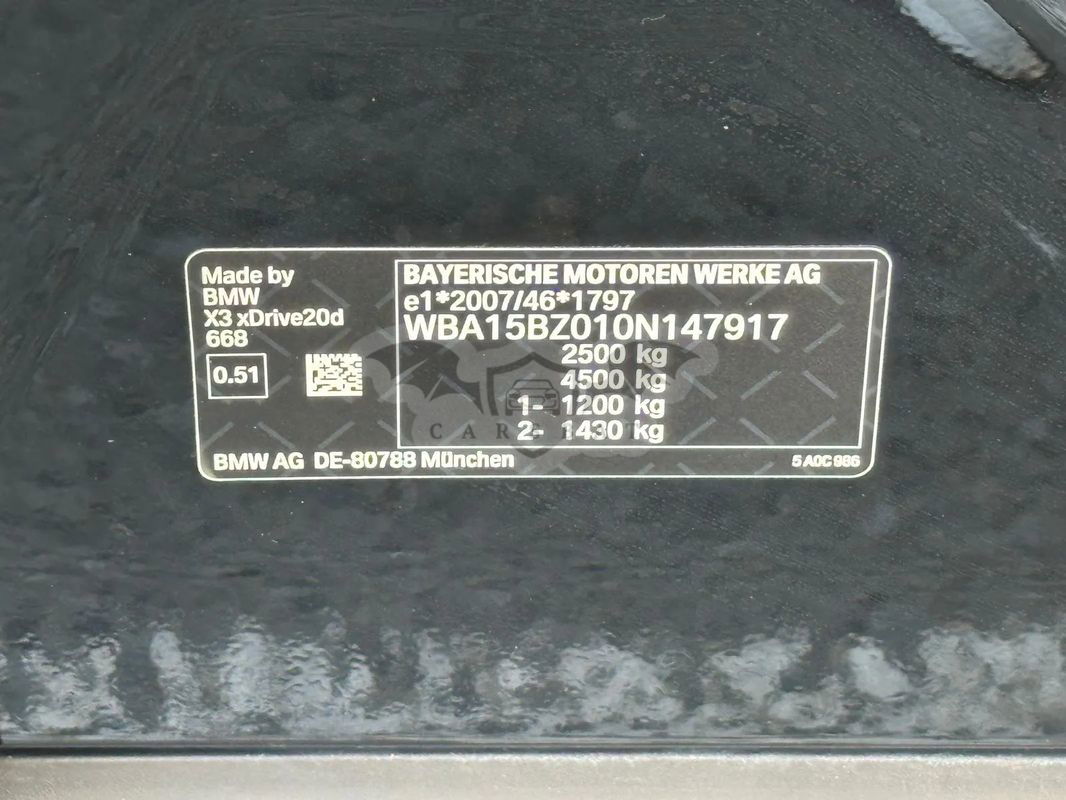 Made by
BMW
X3 xDrive20d
668
0.51
BAYERISCHE MOTOREN WERKE AG
e1*2007/46*1797
WBA15BZ010N147917
2500 kg
4500 kg
1- 1200 kg
2- 1430 kg
BMW AG DE-80788 München
5 A0C 986